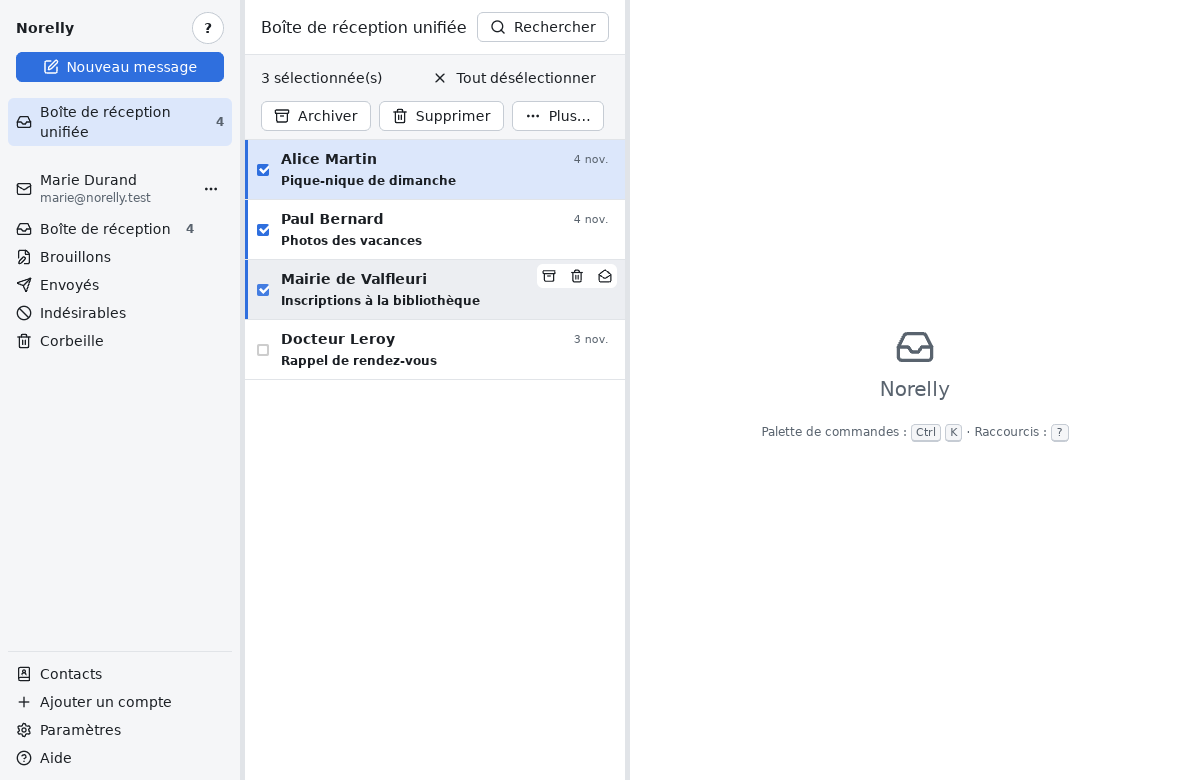 Norelly
?
Nouveau message
Boîte de réception
unifiée
4
Marie Durand
marie@norelly.test
Boîte de réception 4
Brouillons
Envoyés
Indésirables
Corbeille
Contacts
Ajouter un compte
Paramètres
Aide
Boîte de réception unifiée
Rechercher
3 sélectionnée(s)
Tout désélectionner
Archiver
Supprimer
Plus...
Alice Martin 4 nov.
Pique-nique de dimanche
Paul Bernard 4 nov.
Photos des vacances
Mairie de Valfleuri
Inscriptions à la bibliothèque
Docteur Leroy 3 nov.
Rappel de rendez-vous
Norelly
Palette de commandes : Ctrl K · Raccourcis : ?